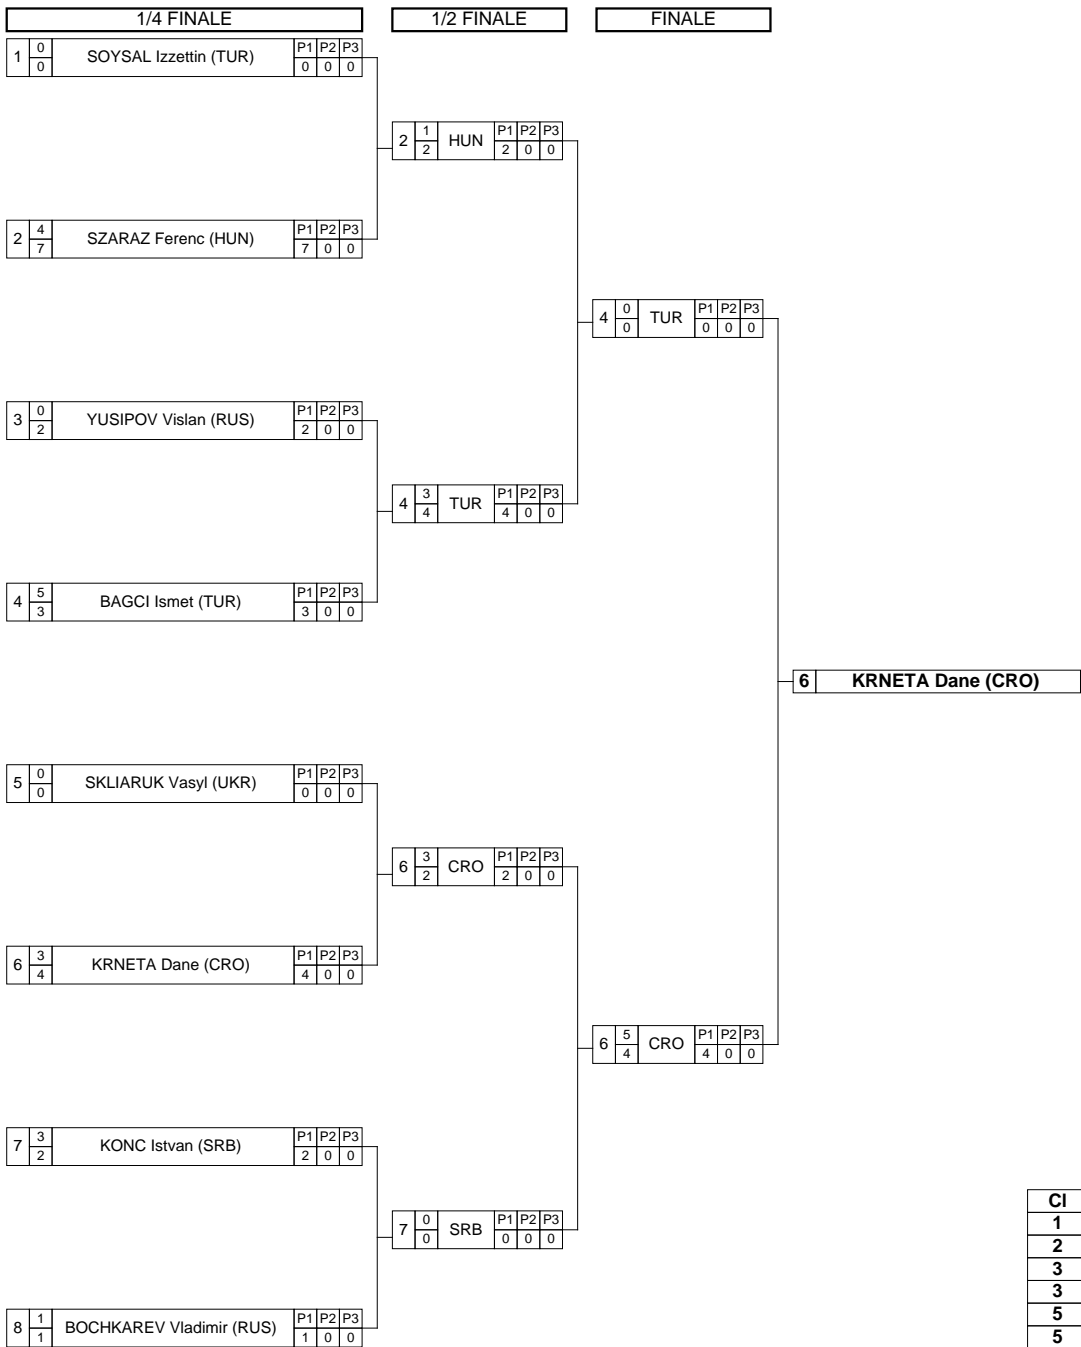 1/4 FINALE 1/2 FINALE FINALE
1 0 0 SOYSAL Izzettin (TUR) P1 P2 P3 0 0 0
2 1 2 HUN P1 P2 P3 2 0 0
2 4 7 SZARAZ Ferenc (HUN) P1 P2 P3 7 0 0
4 0 0 TUR P1 P2 P3 0 0 0
3 0 2 YUSIPOV Vislan (RUS) P1 P2 P3 2 0 0
4 3 4 TUR P1 P2 P3 4 0 0
4 5 3 BAGCI Ismet (TUR) P1 P2 P3 3 0 0
6 KRNETA Dane (CRO)
5 0 0 SKLIARUK Vasyl (UKR) P1 P2 P3 0 0 0
6 3 2 CRO P1 P2 P3 2 0 0
6 3 4 KRNETA Dane (CRO) P1 P2 P3 4 0 0
6 5 4 CRO P1 P2 P3 4 0 0
7 3 2 KONC Istvan (SRB) P1 P2 P3 2 0 0
7 0 0 SRB P1 P2 P3 0 0 0
8 1 1 BOCHKAREV Vladimir (RUS) P1 P2 P3 1 0 0
Cl
1
2
3
3
5
5